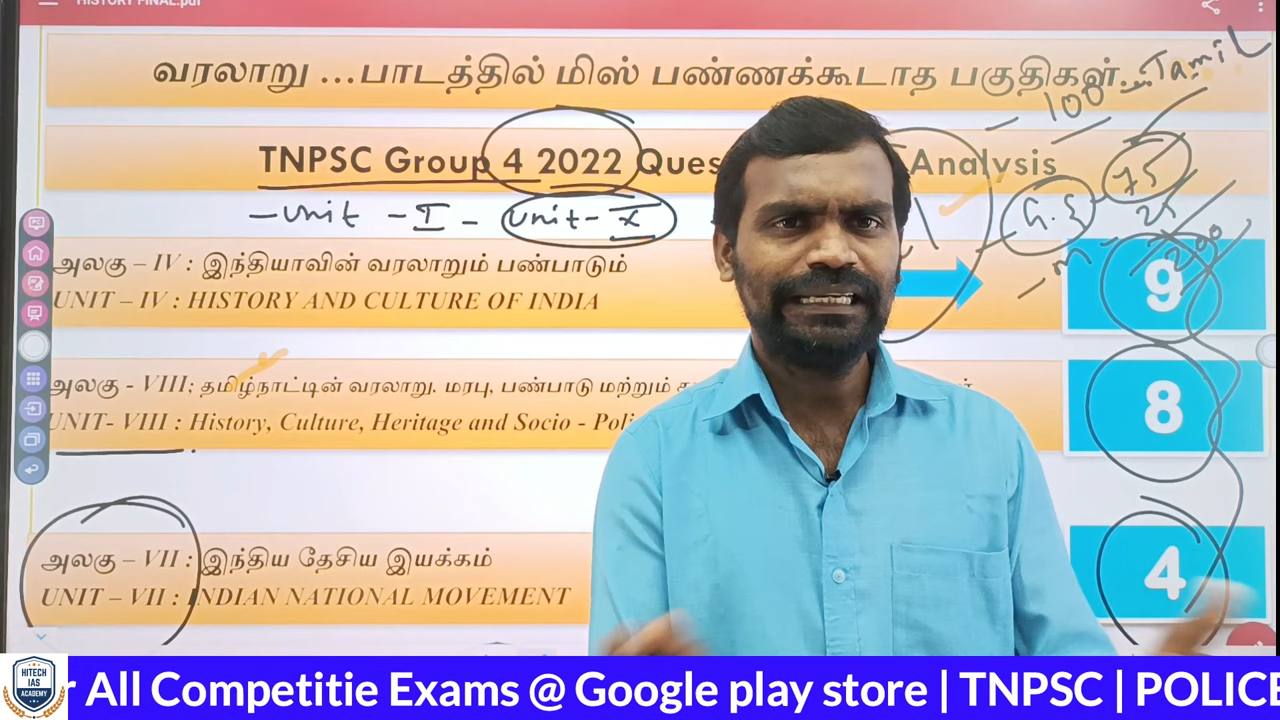 HISTORY FINAL.pdf
வரலாறு ...பாடத்தில் மிஸ் பண்ணக்கூடாத பகுதிகள்...
Tamil
100
TNPSC Group 4 2022 Ques Analysis
75
G.S
25
- unit - I - unit - X
அலகு – IV : இந்தியாவின் வரலாறும் பண்பாடும்
UNIT – IV : HISTORY AND CULTURE OF INDIA
9
அலகு - VIII; தமிழ்நாட்டின் வரலாறு. மரபு, பண்பாடு மற்றும்
UNIT- VIII : History, Culture, Heritage and Socio - Poli
8
அலகு – VII : இந்திய தேசிய இயக்கம்
UNIT – VII : INDIAN NATIONAL MOVEMENT
4
HITECH
IAS
ACADEMY
r All Competitie Exams @ Google play store | TNPSC | POLICE